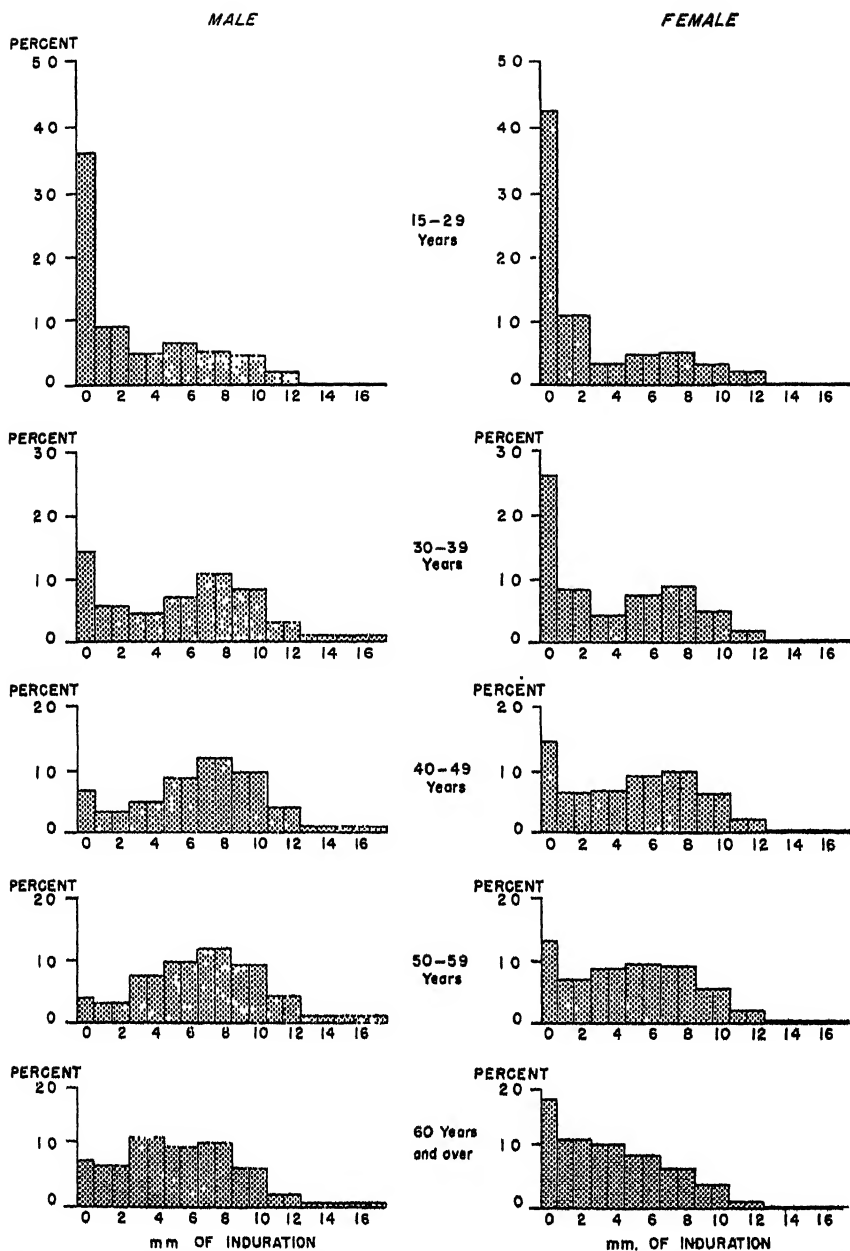 MALE FEMALE
PERCENT
50 50
40 40
30 30
15-29
Years
20 20
10 10
0 0
0 2 4 6 8 10 12 14 16 0 2 4 6 8 10 12 14 16
PERCENT PERCENT
30 30
20 20
30-39
Years
10 10
0 0
0 2 4 6 8 10 12 14 16 0 2 4 6 8 10 12 14 16
PERCENT PERCENT
20 20
40-49
Years
10 10
0 0
0 2 4 6 8 10 12 14 16 0 2 4 6 8 10 12 14 16
PERCENT PERCENT
20 20
50-59
Years
10 10
0 0
0 2 4 6 8 10 12 14 16 0 2 4 6 8 10 12 14 16
PERCENT PERCENT
20 20
60 Years
and over
10 10
0 0
0 2 4 6 8 10 12 14 16 0 2 4 6 8 10 12 14 16
mm OF INDURATION mm. OF INDURATION